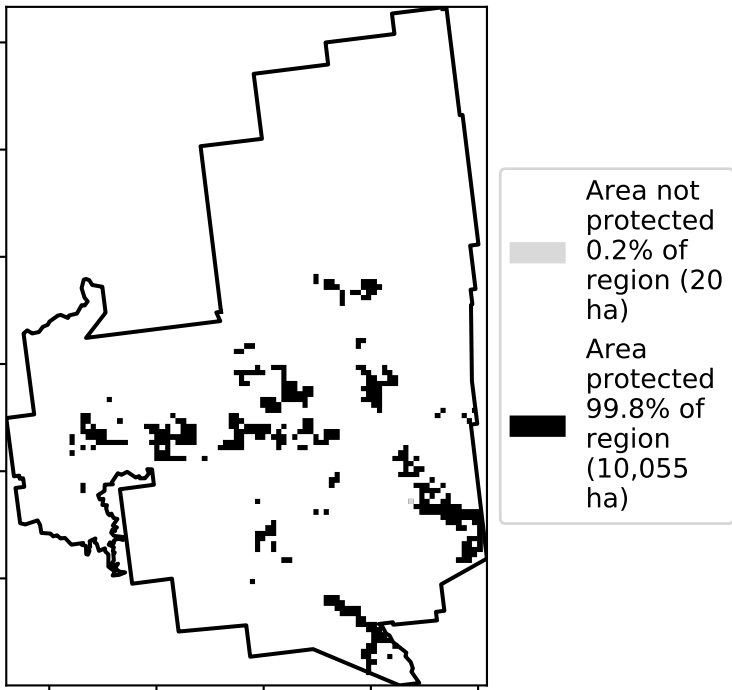 Area not
protected
0.2% of
region (20
ha)
Area
protected
99.8% of
region
(10,055
ha)